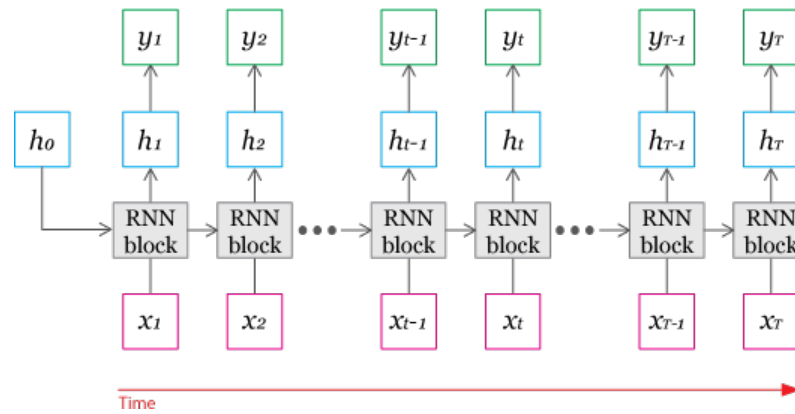 y1 y2 yt-1 yt yT-1 yT
h0 h1 h2 ht-1 ht hT-1 hT
RNN block RNN block ••• RNN block RNN block ••• RNN block RNN block
x1 x2 xt-1 xt xT-1 xT
Time